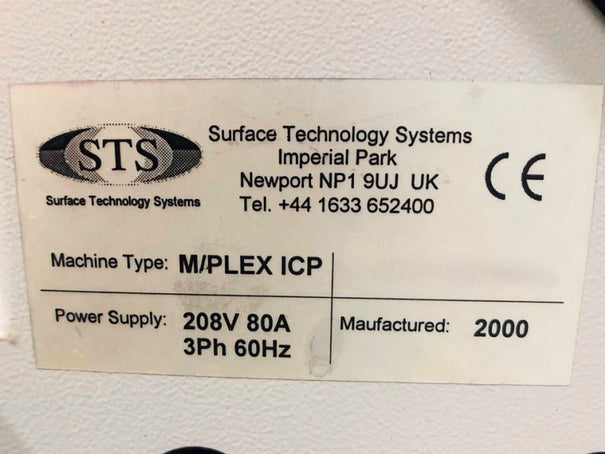 STS
Surface Technology Systems
Surface Technology Systems
Imperial Park
Newport NP1 9UJ UK
Tel. +44 1633 652400
CE
Machine Type: M/PLEX ICP
Power Supply: 208V 80A
3Ph 60Hz
Maufactured: 2000